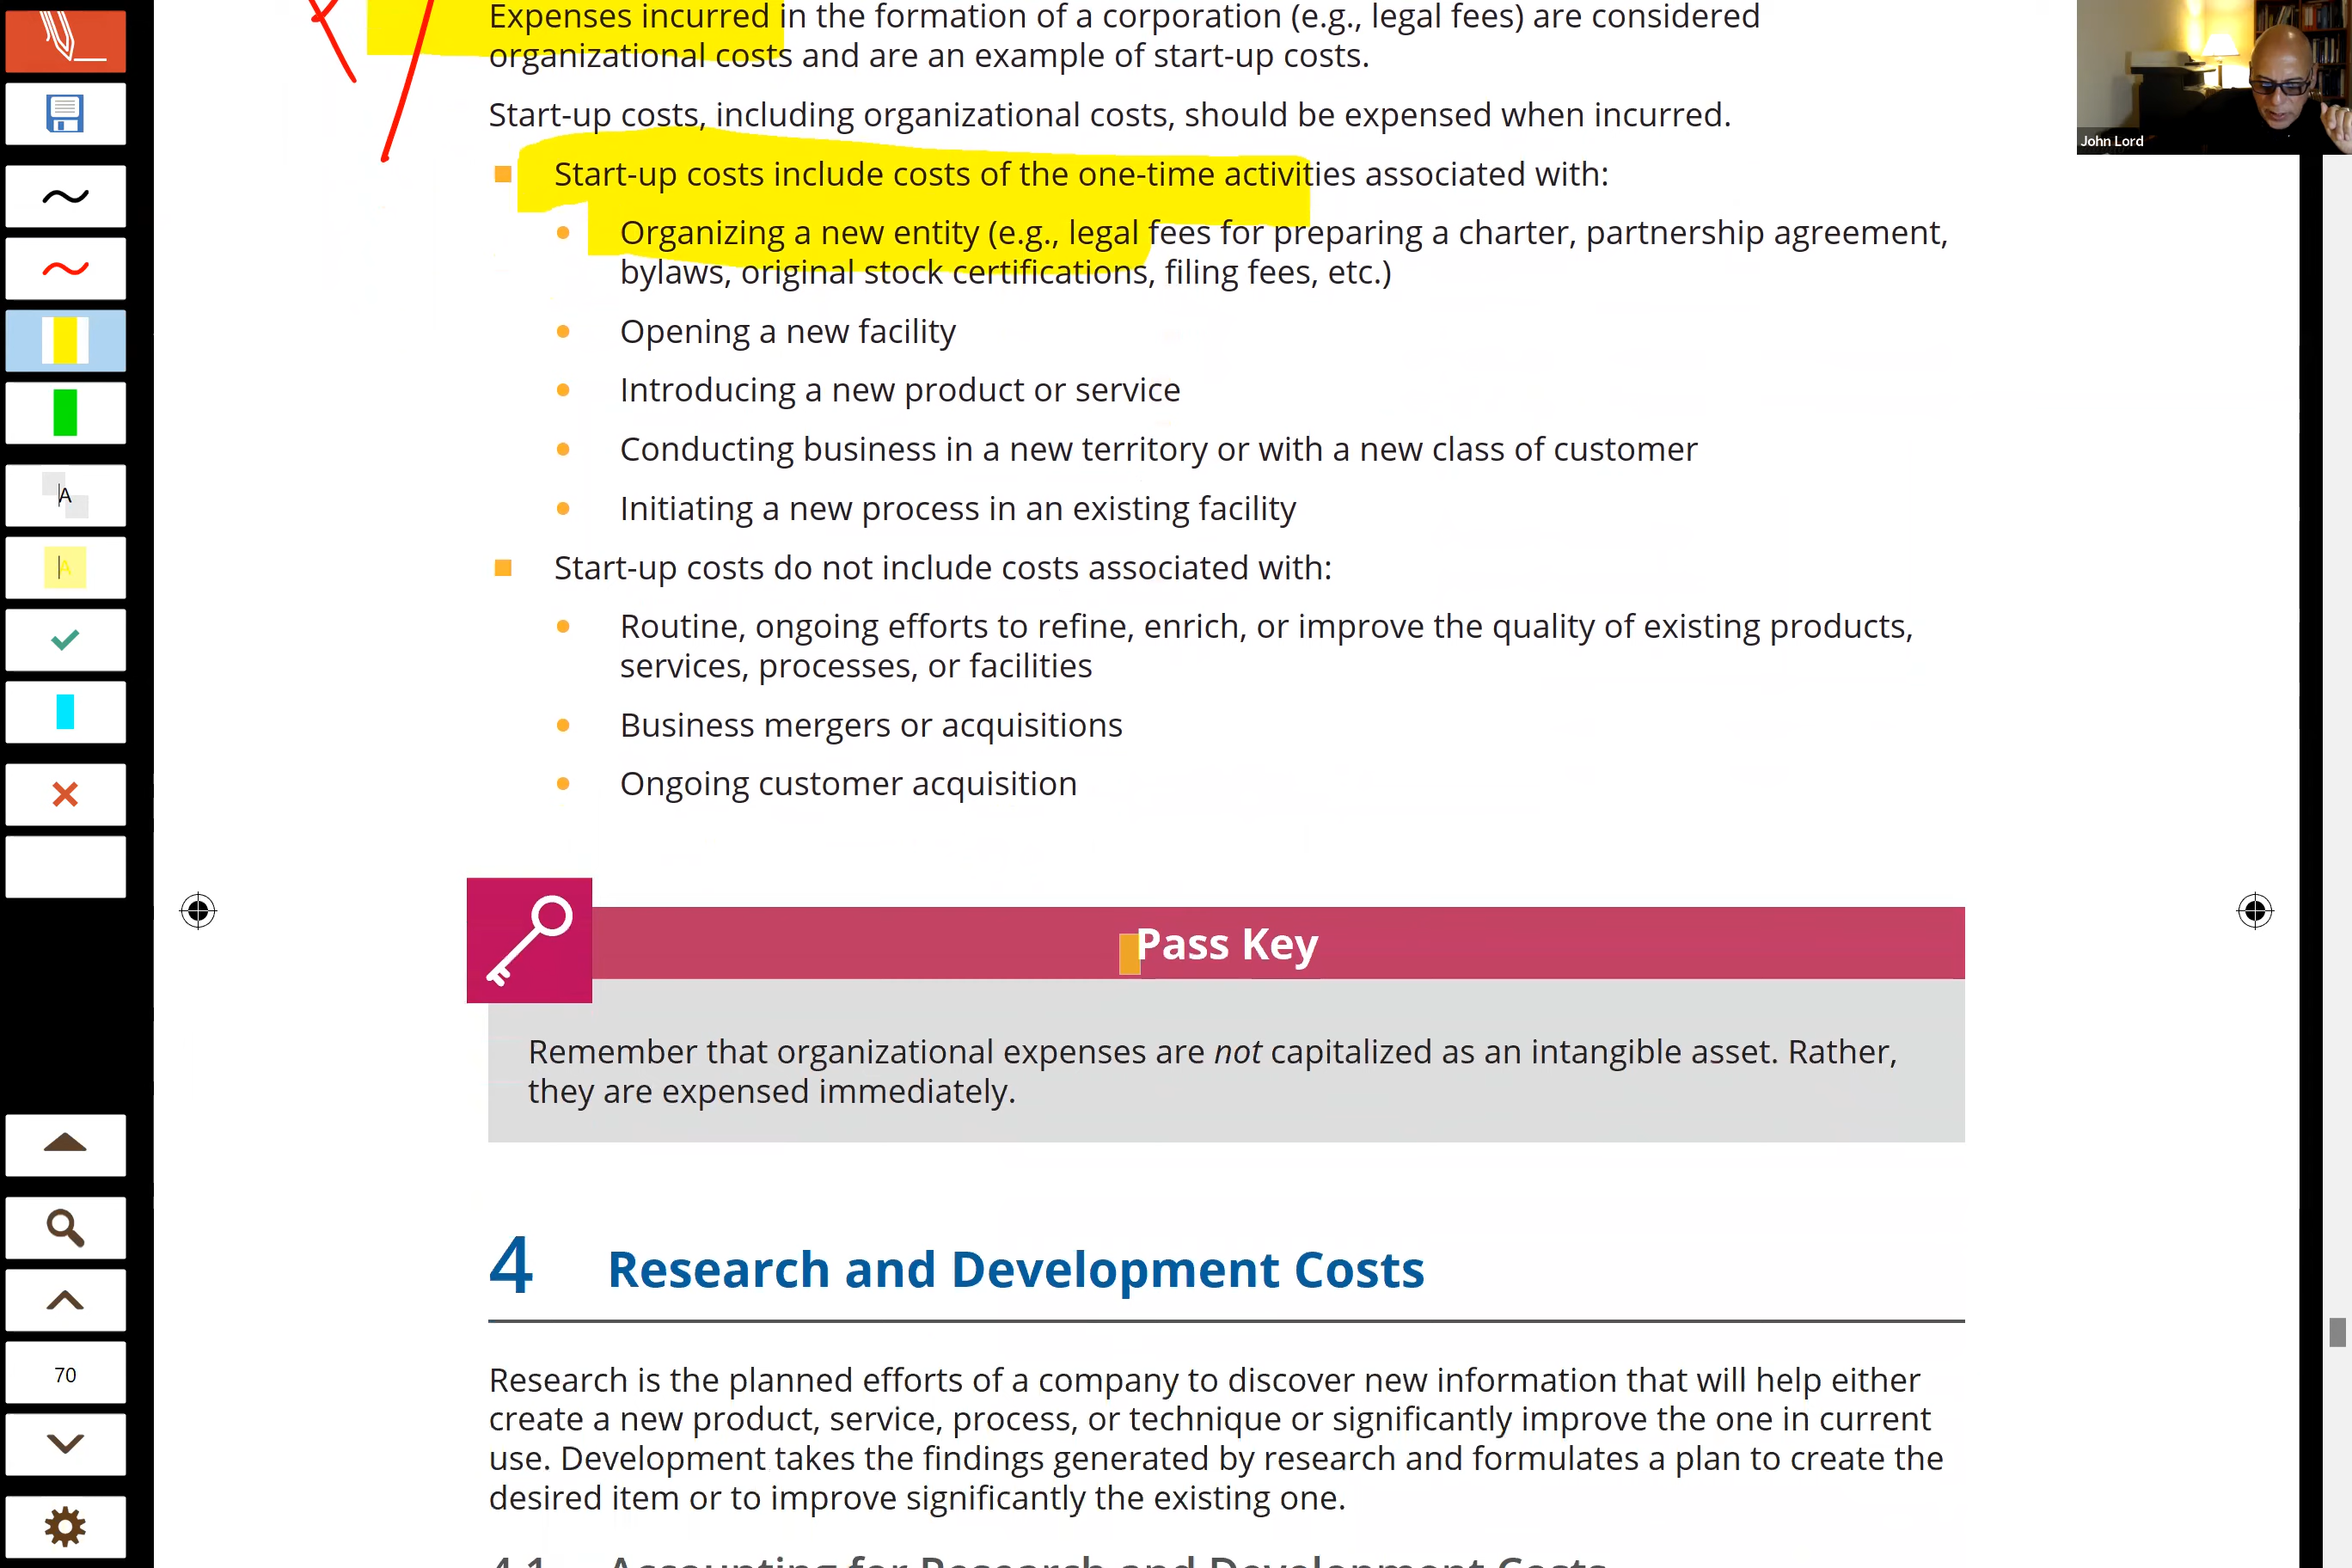 Expenses incurred in the formation of a corporation (e.g., legal fees) are considered
organizational costs and are an example of start-up costs.
John Lord
Start-up costs, including organizational costs, should be expensed when incurred.
Start-up costs include costs of the one-time activities associated with:
Organizing a new entity (e.g., legal fees for preparing a charter, partnership agreement,
bylaws, original stock certifications, filing fees, etc.)
Opening a new facility
Introducing a new product or service
Conducting business in a new territory or with a new class of customer
A
Initiating a new process in an existing facility
Start-up costs do not include costs associated with:
A
Routine, ongoing efforts to refine, enrich, or improve the quality of existing products,
services, processes, or facilities
Business mergers or acquisitions
Ongoing customer acquisition
Pass Key
Remember that organizational expenses are not capitalized as an intangible asset. Rather,
they are expensed immediately.
4 Research and Development Costs
70
Research is the planned efforts of a company to discover new information that will help either
create a new product, service, process, or technique or significantly improve the one in current
use. Development takes the findings generated by research and formulates a plan to create the
desired item or to improve significantly the existing one.
4.1 Accounting for Research and Development Costs